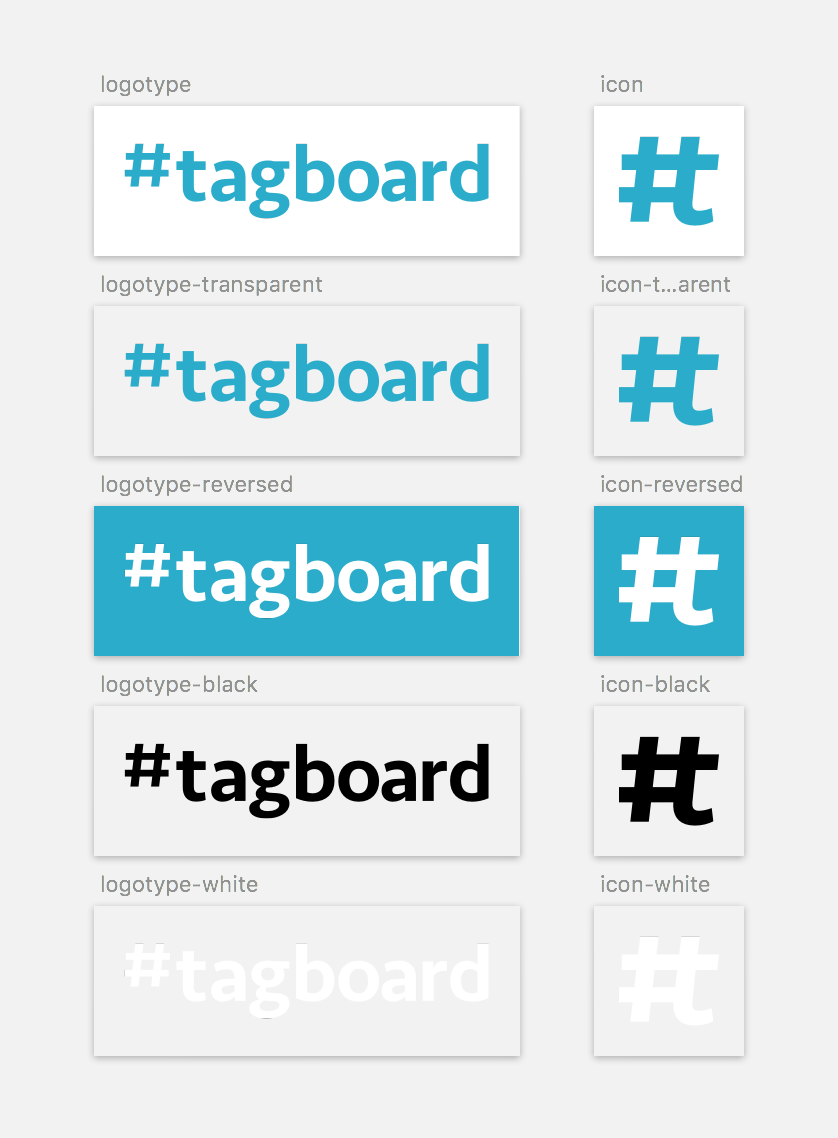 logotype
icon
#tagboard
#t
logotype-transparent
icon-t...arent
#tagboard
#t
logotype-reversed
icon-reversed
#tagboard
#t
logotype-black
icon-black
#tagboard
#t
logotype-white
icon-white
#tagboard
#t